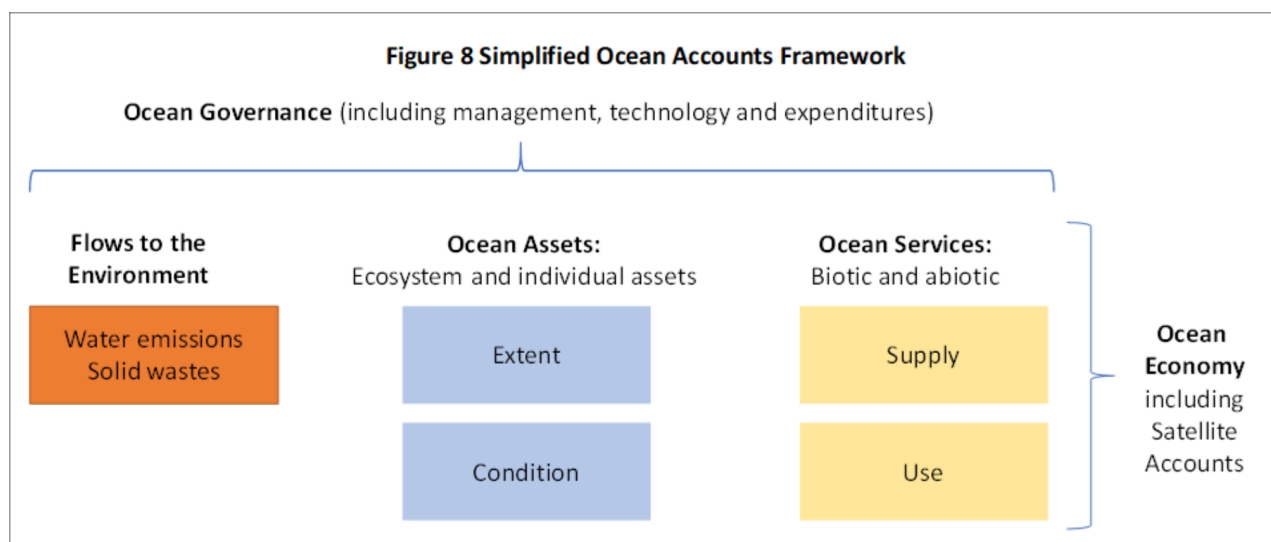 Figure 8 Simplified Ocean Accounts Framework
Ocean Governance (including management, technology and expenditures)
Flows to the
Environment
Water emissions
Solid wastes
Ocean Assets:
Ecosystem and individual assets
Extent
Condition
Ocean Services:
Biotic and abiotic
Supply
Use
Ocean
Economy
including
Satellite
Accounts